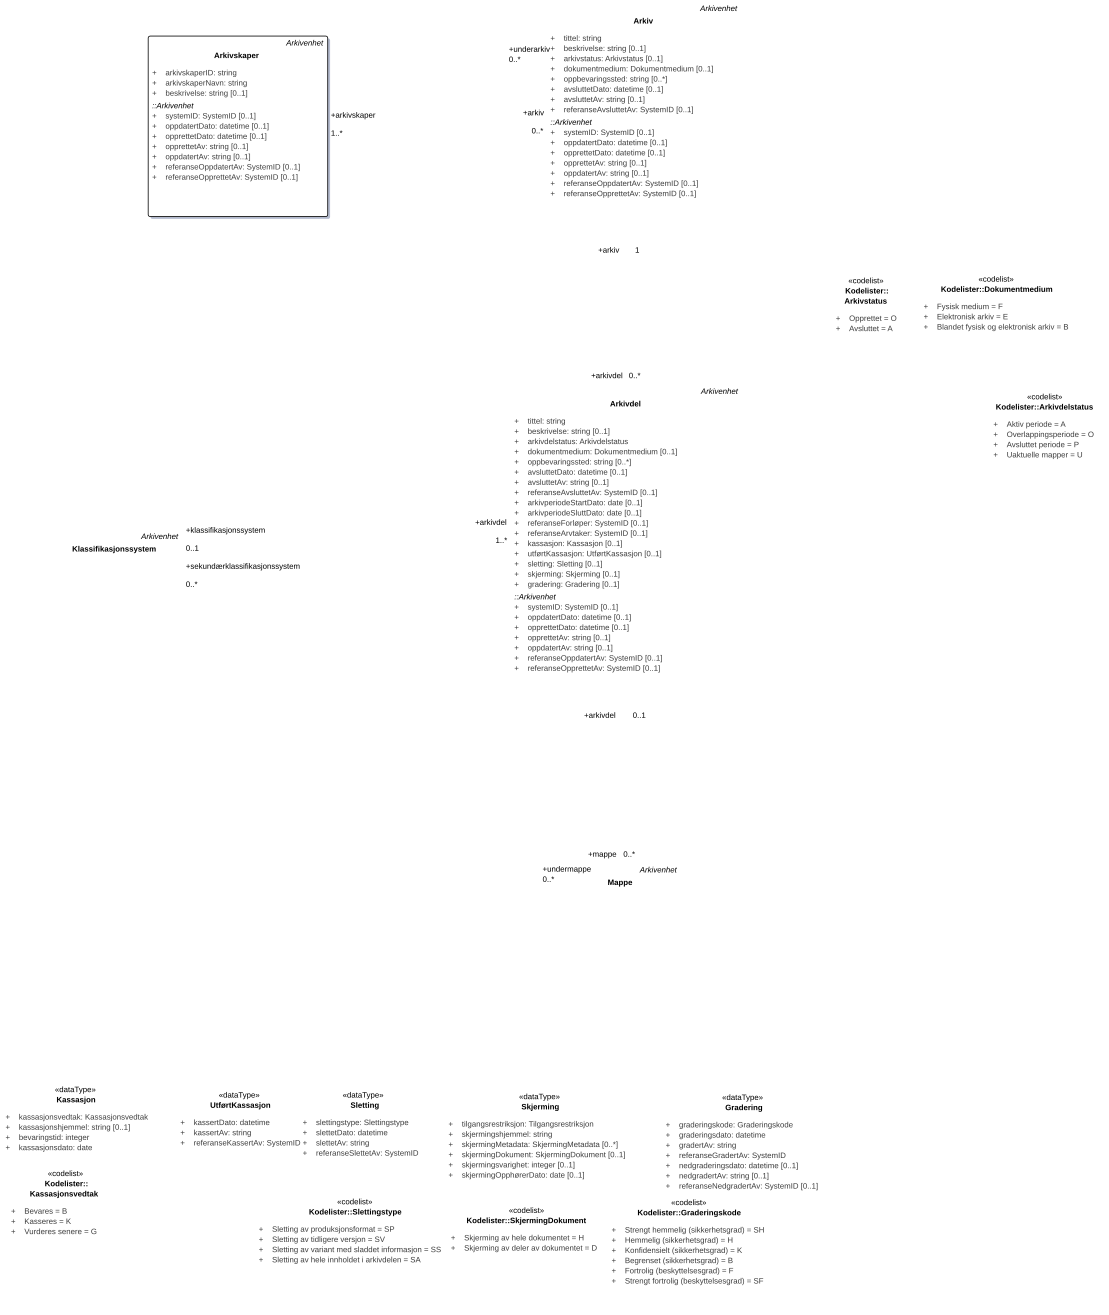 Arkivenhet
Arkivskaper
+ arkivskaperID: string
+ arkivskaperNavn: string
+ beskrivelse: string [0..1]
::Arkivenhet
+ systemID: SystemID [0..1]
+ oppdatertDato: datetime [0..1]
+ opprettetDato: datetime [0..1]
+ opprettetAv: string [0..1]
+ oppdatertAv: string [0..1]
+ referanseOppdatertAv: SystemID [0..1]
+ referanseOpprettetAv: SystemID [0..1]
+arkivskaper
1..*
Arkivenhet
Arkiv
+ tittel: string
+ beskrivelse: string [0..1]
+ arkivstatus: Arkivstatus [0..1]
+ dokumentmedium: Dokumentmedium [0..1]
+ oppbevaringssted: string [0..*]
+ avsluttetDato: datetime [0..1]
+ avsluttetAv: string [0..1]
+ referanseAvsluttetAv: SystemID [0..1]
::Arkivenhet
+ systemID: SystemID [0..1]
+ oppdatertDato: datetime [0..1]
+ opprettetDato: datetime [0..1]
+ opprettetAv: string [0..1]
+ oppdatertAv: string [0..1]
+ referanseOppdatertAv: SystemID [0..1]
+ referanseOpprettetAv: SystemID [0..1]
+underarkiv
0..*
+arkiv
0..*
+arkiv 1
«codelist»
Kodelister::
Arkivstatus
+ Opprettet = O
+ Avsluttet = A
«codelist»
Kodelister::Dokumentmedium
+ Fysisk medium = F
+ Elektronisk arkiv = E
+ Blandet fysisk og elektronisk arkiv = B
+arkivdel 0..*
Arkivenhet
Arkivdel
+ tittel: string
+ beskrivelse: string [0..1]
+ arkivdelstatus: Arkivdelstatus
+ dokumentmedium: Dokumentmedium [0..1]
+ oppbevaringssted: string [0..*]
+ avsluttetDato: datetime [0..1]
+ avsluttetAv: string [0..1]
+ referanseAvsluttetAv: SystemID [0..1]
+ arkivperiodeStartDato: date [0..1]
+ arkivperiodeSluttDato: date [0..1]
+ referanseForløper: SystemID [0..1]
+ referanseArvtaker: SystemID [0..1]
+ kassasjon: Kassasjon [0..1]
+ utførtKassasjon: UtførtKassasjon [0..1]
+ sletting: Sletting [0..1]
+ skjerming: Skjerming [0..1]
+ gradering: Gradering [0..1]
::Arkivenhet
+ systemID: SystemID [0..1]
+ oppdatertDato: datetime [0..1]
+ opprettetDato: datetime [0..1]
+ opprettetAv: string [0..1]
+ oppdatertAv: string [0..1]
+ referanseOppdatertAv: SystemID [0..1]
+ referanseOpprettetAv: SystemID [0..1]
«codelist»
Kodelister::Arkivdelstatus
+ Aktiv periode = A
+ Overlappingsperiode = O
+ Avsluttet periode = P
+ Uaktuelle mapper = U
+arkivdel
1..*
Arkivenhet
Klassifikasjonssystem
+klassifikasjonssystem
0..1
+sekundærklassifikasjonssystem
0..*
+arkivdel 0..1
+mappe 0..*
+undermappe
0..*
Arkivenhet
Mappe
«dataType»
Kassasjon
+ kassasjonsvedtak: Kassasjonsvedtak
+ kassasjonshjemmel: string [0..1]
+ bevaringstid: integer
+ kassasjonsdato: date
«dataType»
UtførtKassasjon
+ kassertDato: datetime
+ kassertAv: string
+ referanseKassertAv: SystemID
«dataType»
Sletting
+ slettingstype: Slettingstype
+ slettetDato: datetime
+ slettetAv: string
+ referanseSlettetAv: SystemID
«dataType»
Skjerming
+ tilgangsrestriksjon: Tilgangsrestriksjon
+ skjermingshjemmel: string
+ skjermingMetadata: SkjermingMetadata [0..*]
+ skjermingDokument: SkjermingDokument [0..1]
+ skjermingsvarighet: integer [0..1]
+ skjermingOpphørerDato: date [0..1]
«dataType»
Gradering
+ graderingskode: Graderingskode
+ graderingsdato: datetime
+ gradertAv: string
+ referanseGradertAv: SystemID
+ nedgraderingsdato: datetime [0..1]
+ nedgradertAv: string [0..1]
+ referanseNedgradertAv: SystemID [0..1]
«codelist»
Kodelister::
Kassasjonsvedtak
+ Bevares = B
+ Kasseres = K
+ Vurderes senere = G
«codelist»
Kodelister::Slettingstype
+ Sletting av produksjonsformat = SP
+ Sletting av tidligere versjon = SV
+ Sletting av variant med sladdet informasjon = SS
+ Sletting av hele innholdet i arkivdelen = SA
«codelist»
Kodelister::SkjermingDokument
+ Skjerming av hele dokumentet = H
+ Skjerming av deler av dokumentet = D
«codelist»
Kodelister::Graderingskode
+ Strengt hemmelig (sikkerhetsgrad) = SH
+ Hemmelig (sikkerhetsgrad) = H
+ Konfidensielt (sikkerhetsgrad) = K
+ Begrenset (sikkerhetsgrad) = B
+ Fortrolig (beskyttelsesgrad) = F
+ Strengt fortrolig (beskyttelsesgrad) = SF